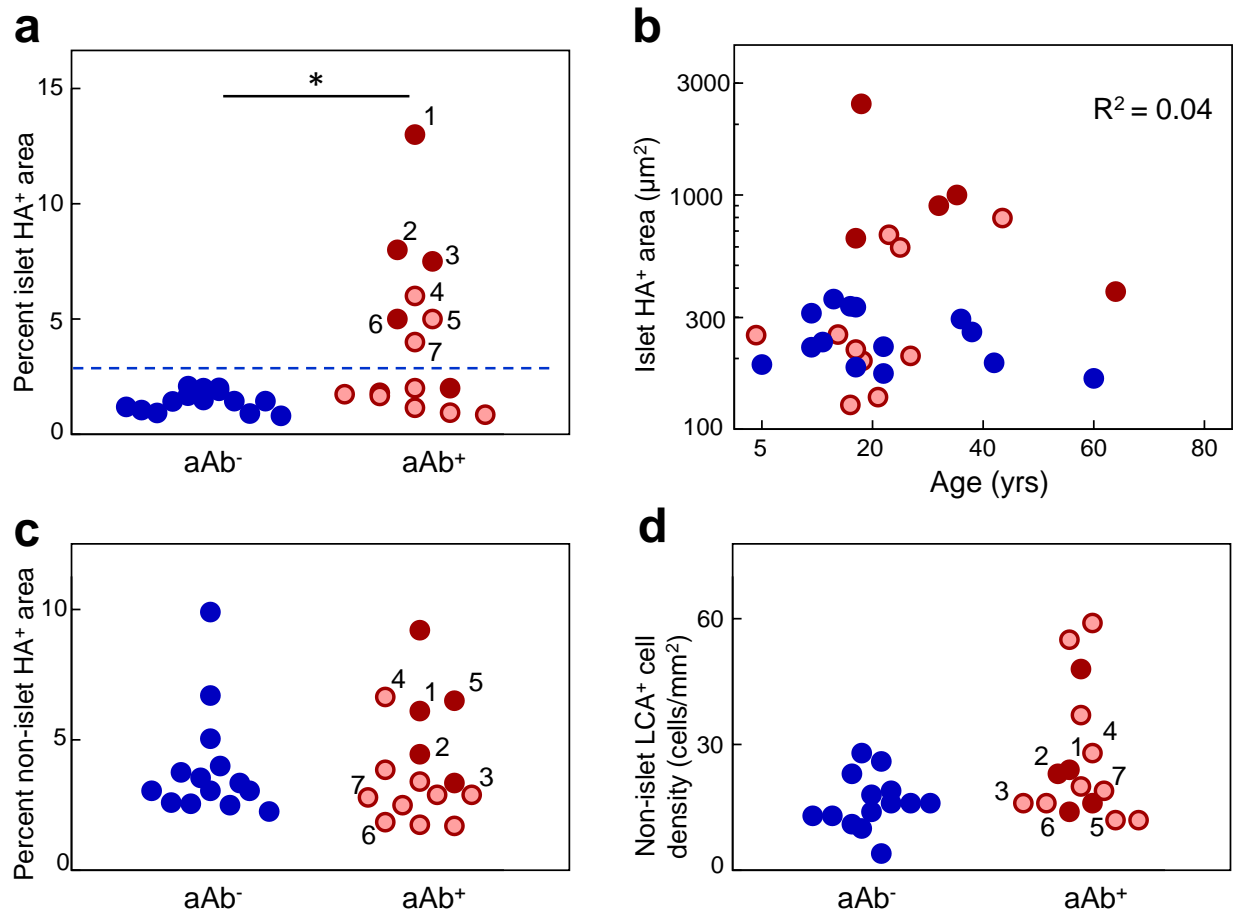 a
Percent islet HA⁺ area
15
10
5
0
*
1
2
3
4
5
6
7
aAb⁻
aAb⁺
b
Islet HA⁺ area (µm²)
3000
1000
300
100
R² = 0.04
5
20
40
60
80
Age (yrs)
c
Percent non-islet HA⁺ area
10
5
0
4
1
5
2
7
3
6
aAb⁻
aAb⁺
d
Non-islet LCA⁺ cell
density (cells/mm²)
60
30
0
4
2
1
7
3
6
5
aAb⁻
aAb⁺